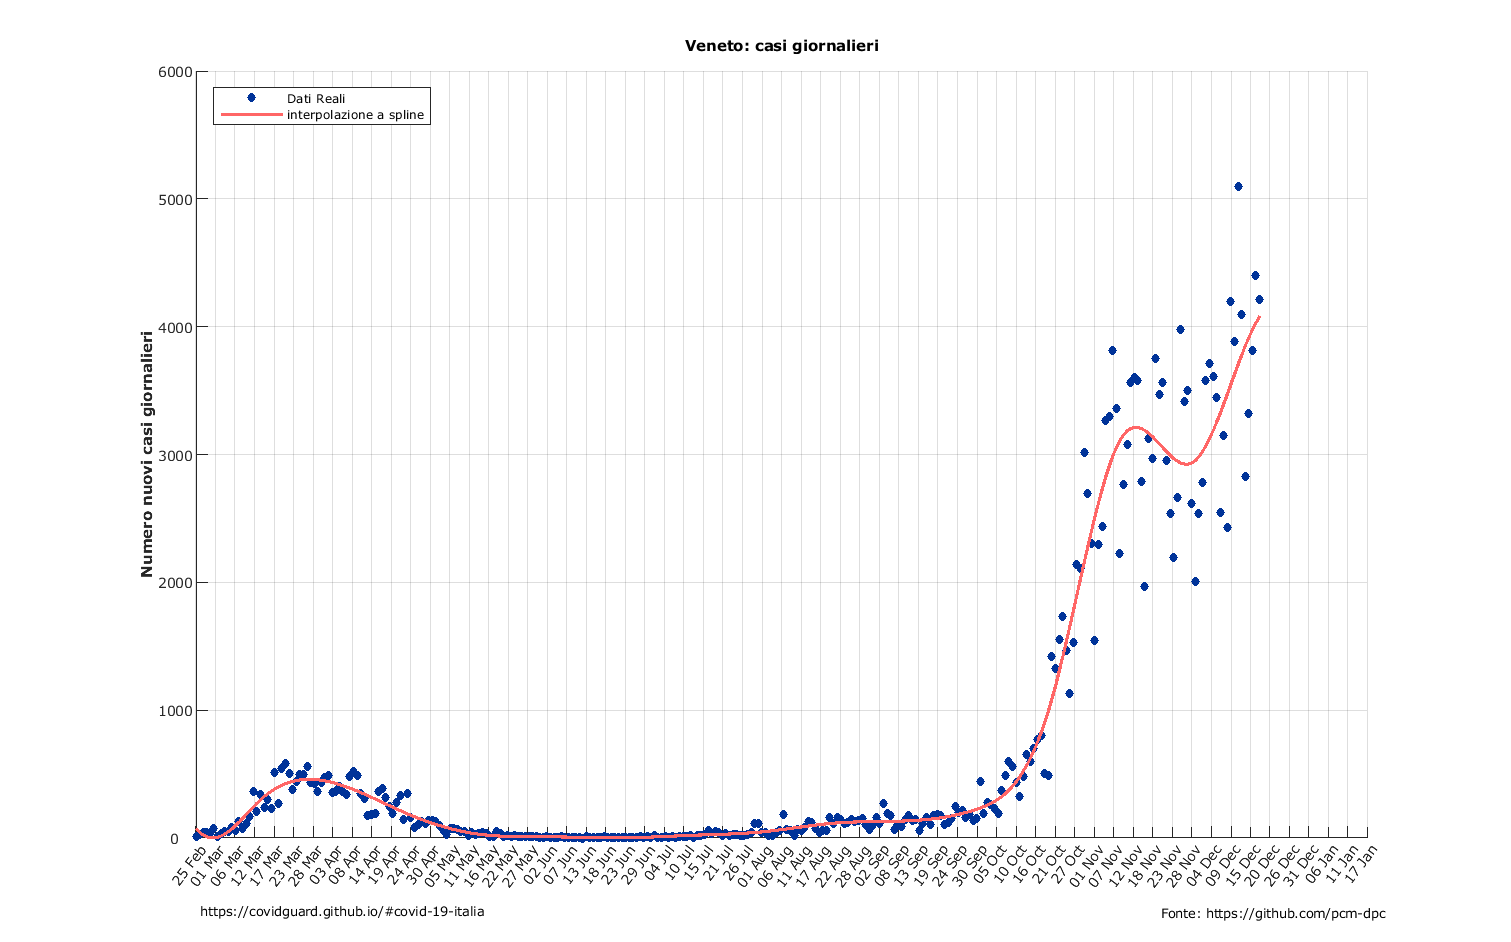 Veneto: casi giornalieri
6000
5000
4000
3000
2000
1000
0
Dati Reali
interpolazione a spline
Numero nuovi casi giornalieri
25 Feb
01 Mar
06 Mar
12 Mar
17 Mar
23 Mar
28 Mar
03 Apr
08 Apr
14 Apr
19 Apr
24 Apr
30 Apr
05 May
11 May
16 May
22 May
27 May
02 Jun
07 Jun
13 Jun
18 Jun
23 Jun
29 Jun
04 Jul
10 Jul
15 Jul
21 Jul
26 Jul
01 Aug
06 Aug
11 Aug
17 Aug
22 Aug
28 Aug
02 Sep
08 Sep
13 Sep
19 Sep
24 Sep
30 Sep
05 Oct
10 Oct
16 Oct
21 Oct
27 Oct
01 Nov
07 Nov
12 Nov
18 Nov
23 Nov
28 Nov
04 Dec
09 Dec
15 Dec
20 Dec
26 Dec
31 Dec
06 Jan
11 Jan
17 Jan
https://covidguard.github.io/#covid-19-italia
Fonte: https://github.com/pcm-dpc